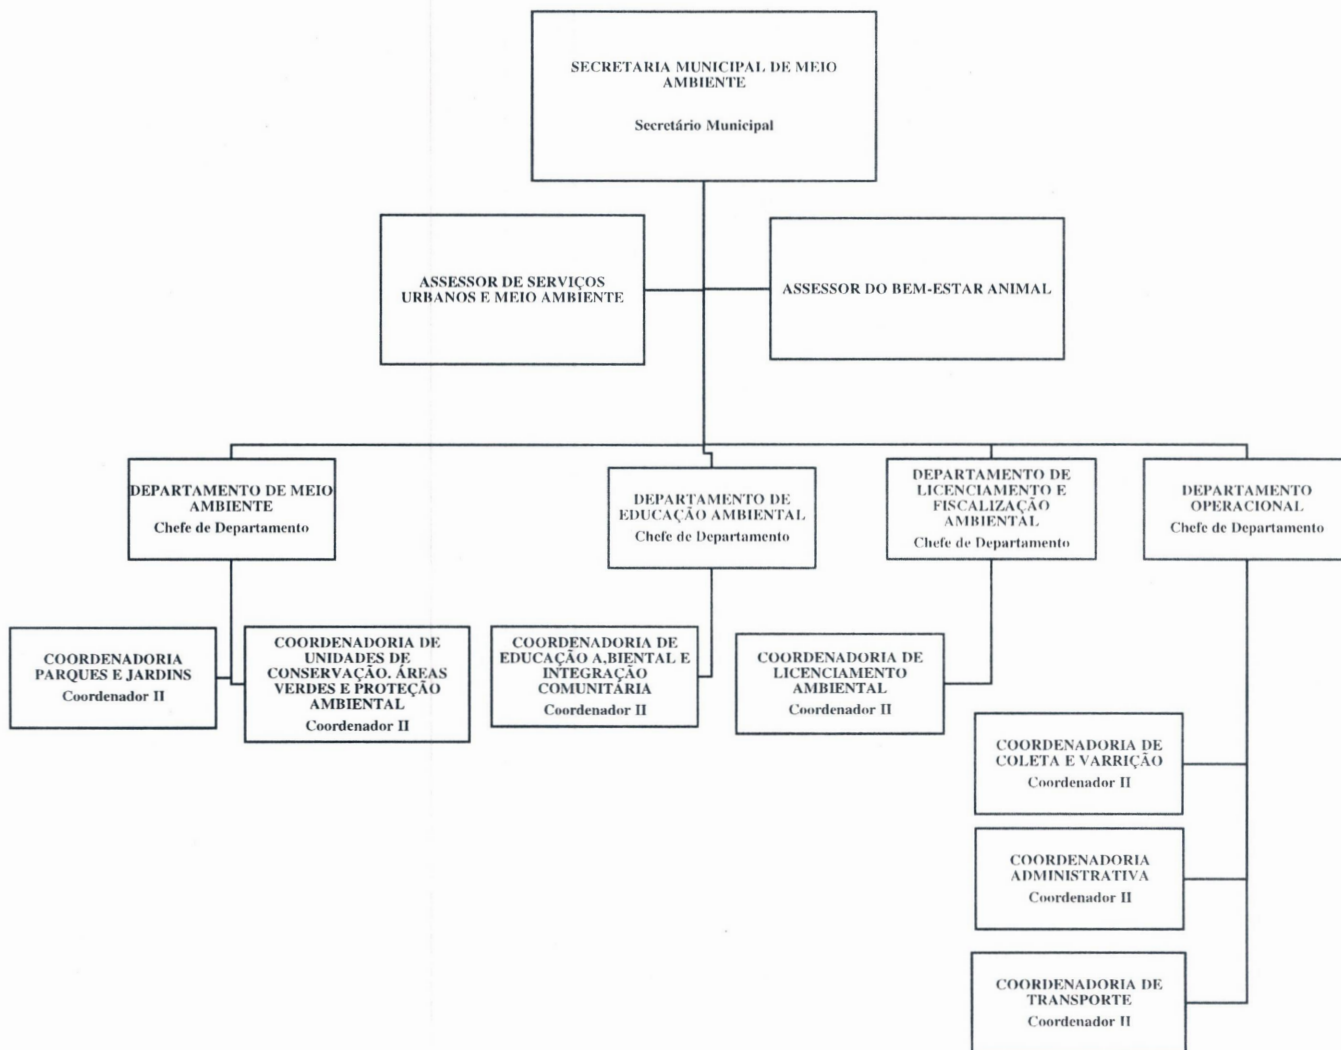 SECRETARIA MUNICIPAL DE MEIO
AMBIENTE
Secretário Municipal
ASSESSOR DE SERVIÇOS
URBANOS E MEIO AMBIENTE
ASSESSOR DO BEM-ESTAR ANIMAL
DEPARTAMENTO DE MEIO
AMBIENTE
Chefe de Departamento
DEPARTAMENTO DE
EDUCAÇÃO AMBIENTAL
Chefe de Departamento
DEPARTAMENTO DE
LICENCIAMENTO E
FISCALIZAÇÃO
AMBIENTAL
Chefe de Departamento
DEPARTAMENTO
OPERACIONAL
Chefe de Departamento
COORDENADORIA
PARQUES E JARDINS
Coordenador II
COORDENADORIA DE
UNIDADES DE
CONSERVAÇÃO. ÁREAS
VERDES E PROTEÇÃO
AMBIENTAL
Coordenador II
COORDENADORIA DE
EDUCAÇÃO A,BIENTAL E
INTEGRAÇÃO
COMUNITÁRIA
Coordenador II
COORDENADORIA DE
LICENCIAMENTO
AMBIENTAL
Coordenador II
COORDENADORIA DE
COLETA E VARRIÇÃO
Coordenador II
COORDENADORIA
ADMINISTRATIVA
Coordenador II
COORDENADORIA DE
TRANSPORTE
Coordenador II